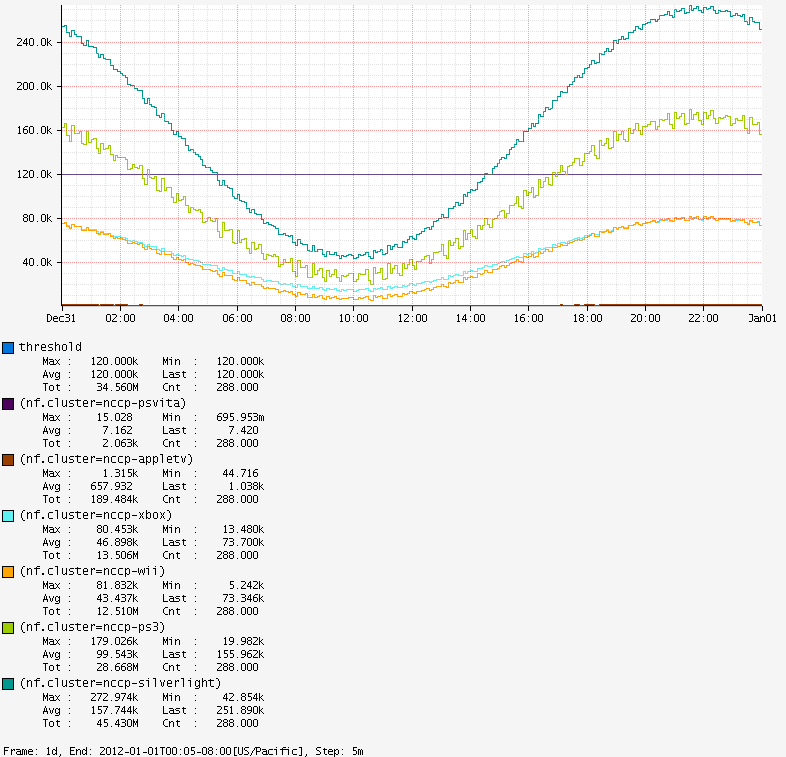 240.0k
200.0k
160.0k
120.0k
80.0k
40.0k
Dec31 02:00 04:00 06:00 08:00 10:00 12:00 14:00 16:00 18:00 20:00 22:00 Jan01
threshold
Max : 120.000k Min : 120.000k
Avg : 120.000k Last : 120.000k
Tot : 34.560M Cnt : 288.000
(nf.cluster=nccp-psvita)
Max : 15.028 Min : 695.953m
Avg : 7.162 Last : 7.420
Tot : 2.063k Cnt : 288.000
(nf.cluster=nccp-appletv)
Max : 1.315k Min : 44.716
Avg : 657.932 Last : 1.038k
Tot : 189.484k Cnt : 288.000
(nf.cluster=nccp-xbox)
Max : 80.453k Min : 13.480k
Avg : 46.898k Last : 73.700k
Tot : 13.506M Cnt : 288.000
(nf.cluster=nccp-wii)
Max : 81.832k Min : 5.242k
Avg : 43.437k Last : 73.346k
Tot : 12.510M Cnt : 288.000
(nf.cluster=nccp-ps3)
Max : 179.026k Min : 19.982k
Avg : 99.543k Last : 155.962k
Tot : 28.668M Cnt : 288.000
(nf.cluster=nccp-silverlight)
Max : 272.974k Min : 42.854k
Avg : 157.744k Last : 251.890k
Tot : 45.430M Cnt : 288.000
Frame: 1d, End: 2012-01-01T00:05-08:00[US/Pacific], Step: 5m